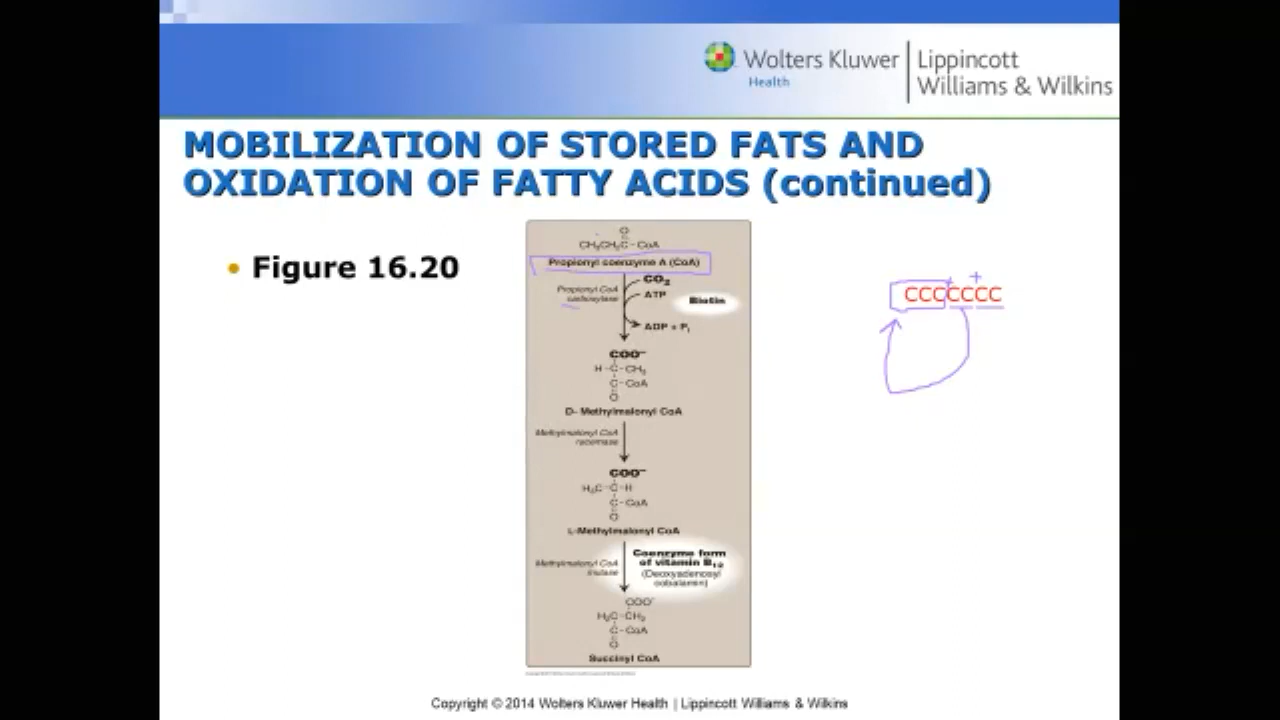 Wolters Kluwer
Health
Lippincott
Williams & Wilkins
MOBILIZATION OF STORED FATS AND
OXIDATION OF FATTY ACIDS (continued)
• Figure 16.20
O
CH₃CH₂C - CoA
Propionyl coenzyme A (CoA)
CO₂
Propionyl CoA
carboxylase
ATP
Biotin
ADP + Pᵢ
COO⁻
H - C - CH₃
C - CoA
O
D- Methylmalonyl CoA
Methylmalonyl CoA
racemase
COO⁻
H₃C - C - H
C - CoA
O
L-Methylmalonyl CoA
Methylmalonyl CoA
mutase
Coenzyme form
of vitamin B₁₂
(Deoxyadenosyl
cobalamin)
COO⁻
H₂C - CH₂
C - CoA
O
Succinyl CoA
CCCCCCC
+ +
Copyright © 2014 Wolters Kluwer Health | Lippincott Williams & Wilkins